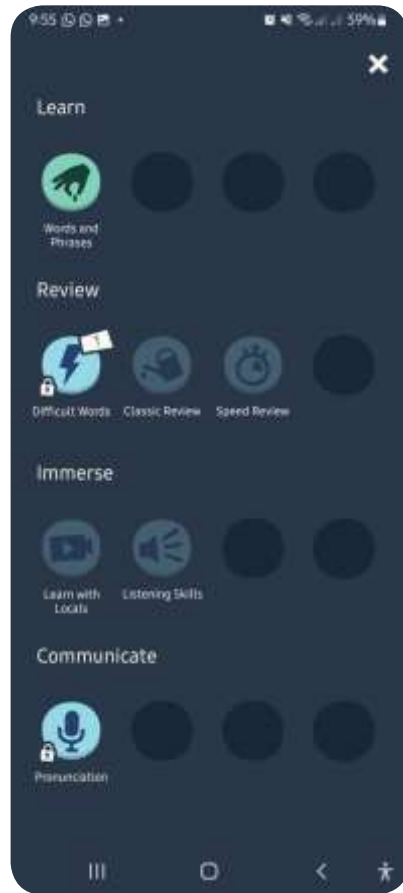 9:55
59%
Learn
Words and
Phrases
Review
1
Difficult Words Classic Review Speed Review
Immerse
Learn with Listening Skills
Locals
Communicate
Pronunciation